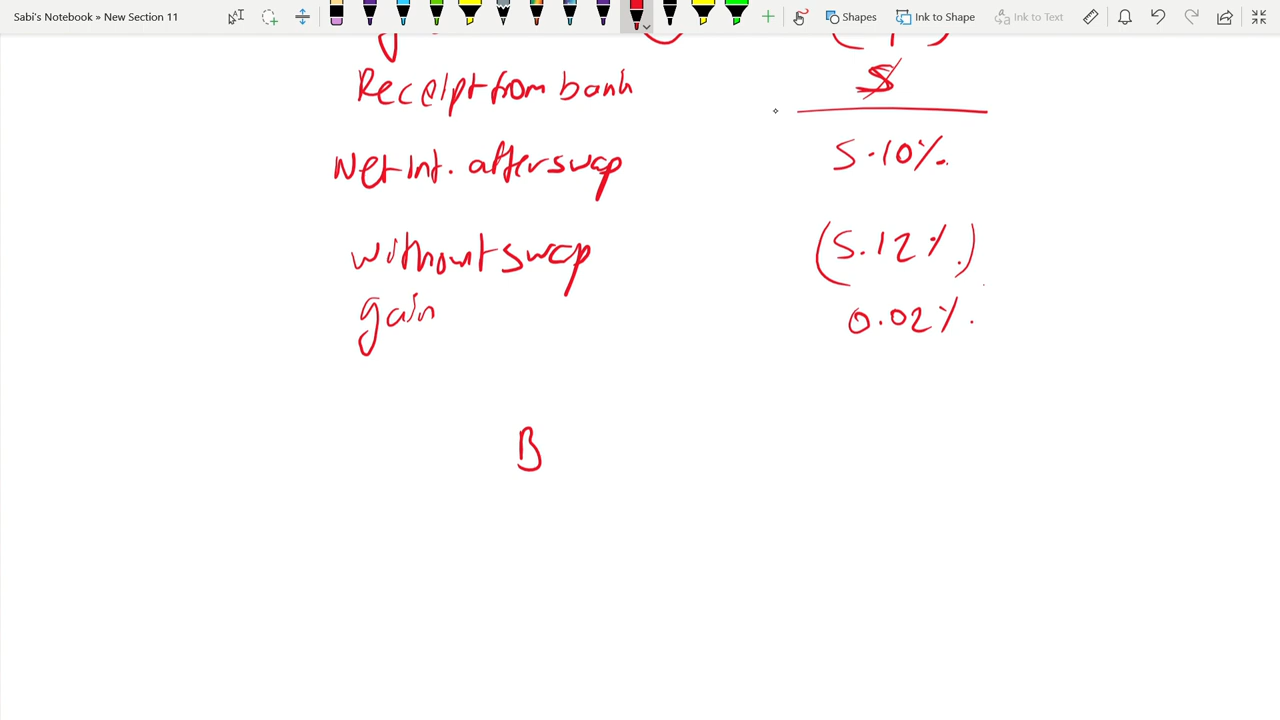 Sabi's Notebook » New Section 11
Shapes
Ink to Shape
Ink to Text
Receipt from bank
Net Int. after swap 5.10%
without swap (5.12%)
gain 0.02%
B